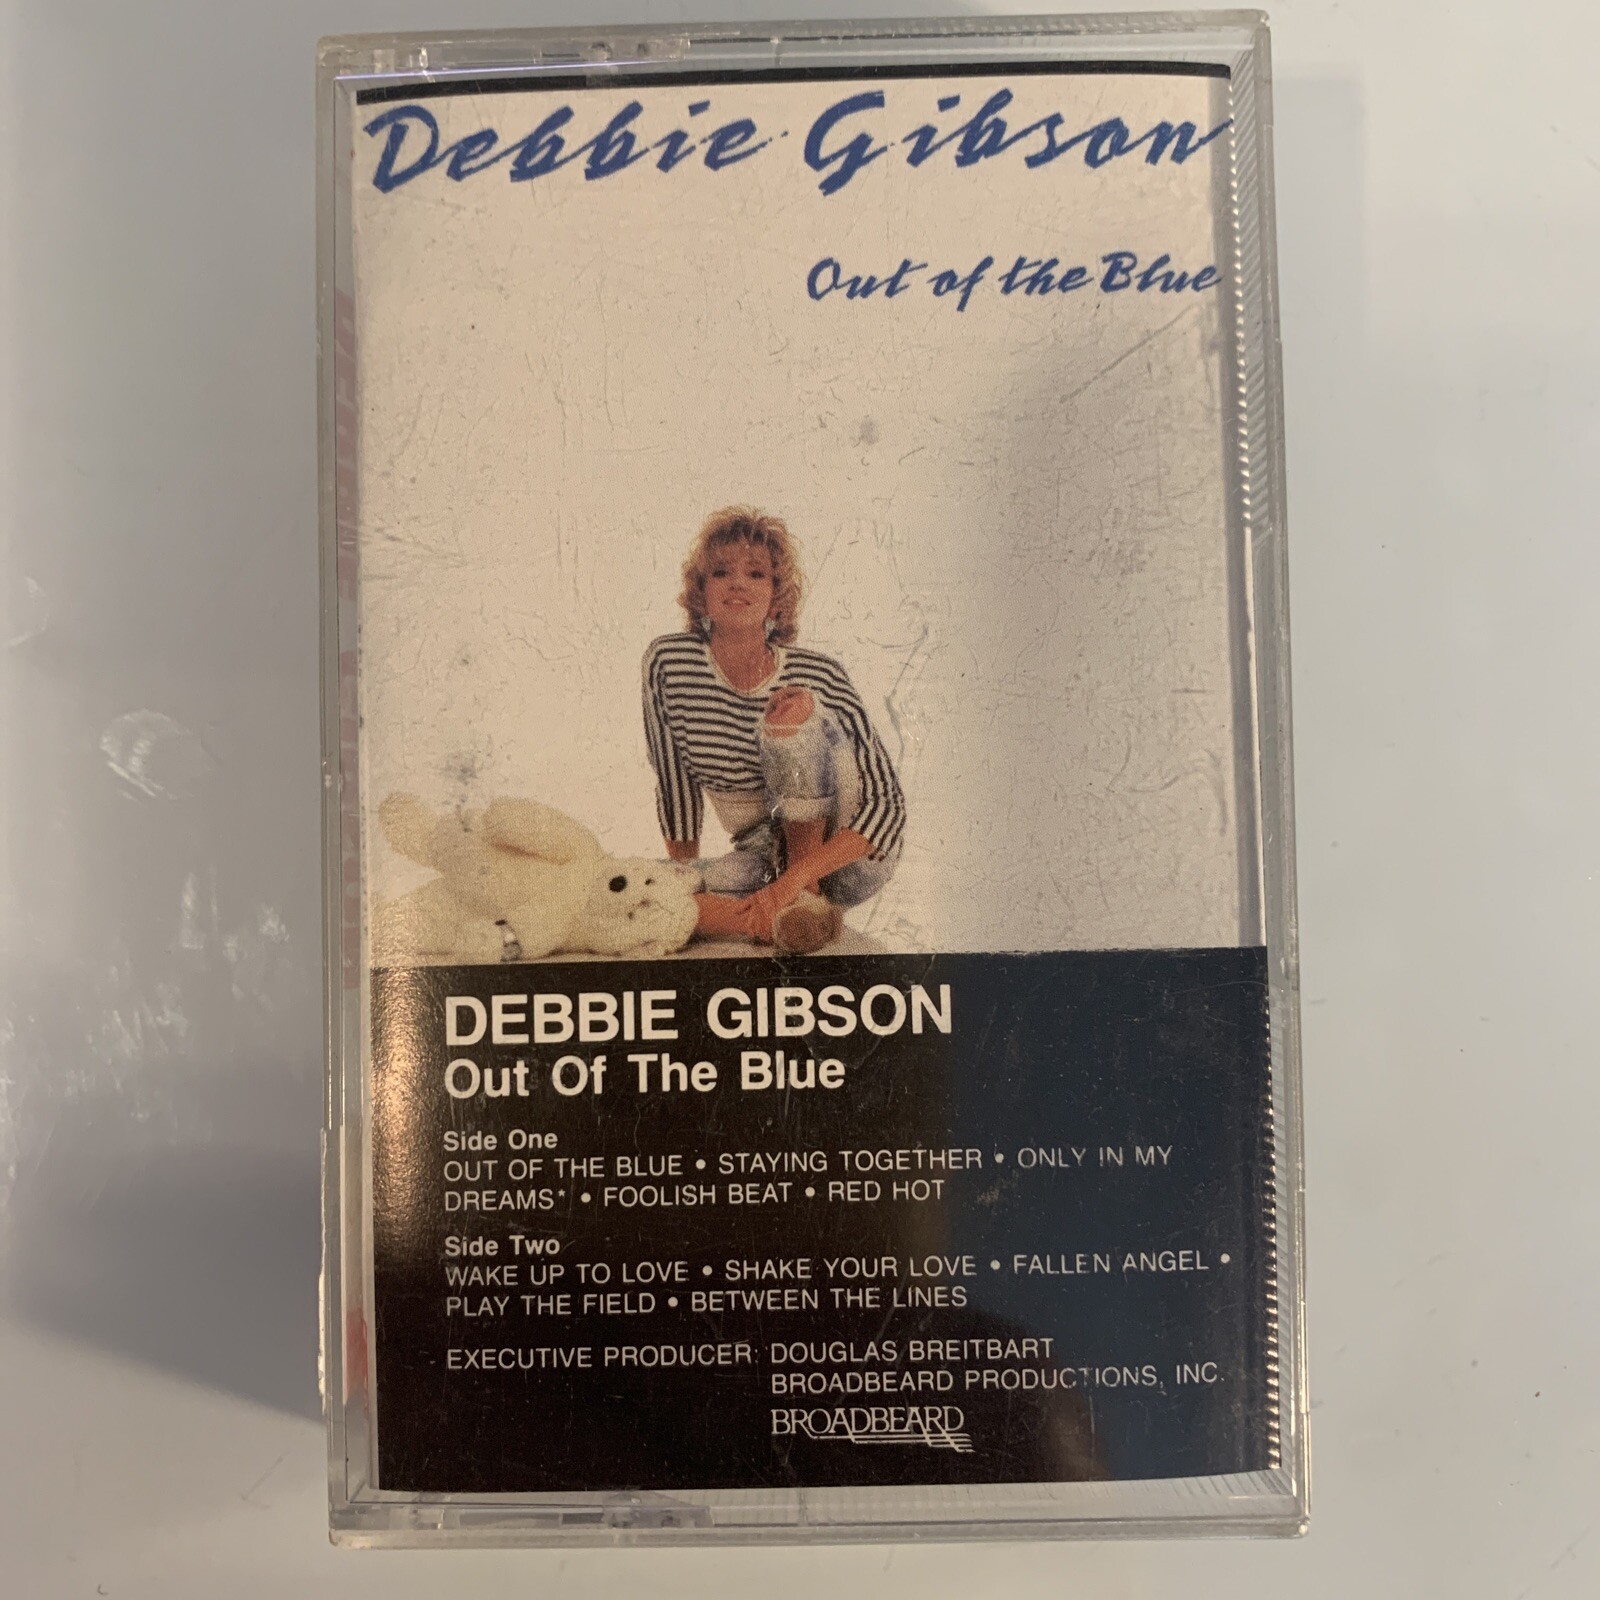 Debbie Gibson
Out of the Blue
DEBBIE GIBSON
Out Of The Blue
Side One
OUT OF THE BLUE • STAYING TOGETHER • ONLY IN MY
DREAMS* • FOOLISH BEAT • RED HOT
Side Two
WAKE UP TO LOVE • SHAKE YOUR LOVE • FALLEN ANGEL •
PLAY THE FIELD • BETWEEN THE LINES
EXECUTIVE PRODUCER: DOUGLAS BREITBART
BROADBEARD PRODUCTIONS, INC.
BROADBEARD